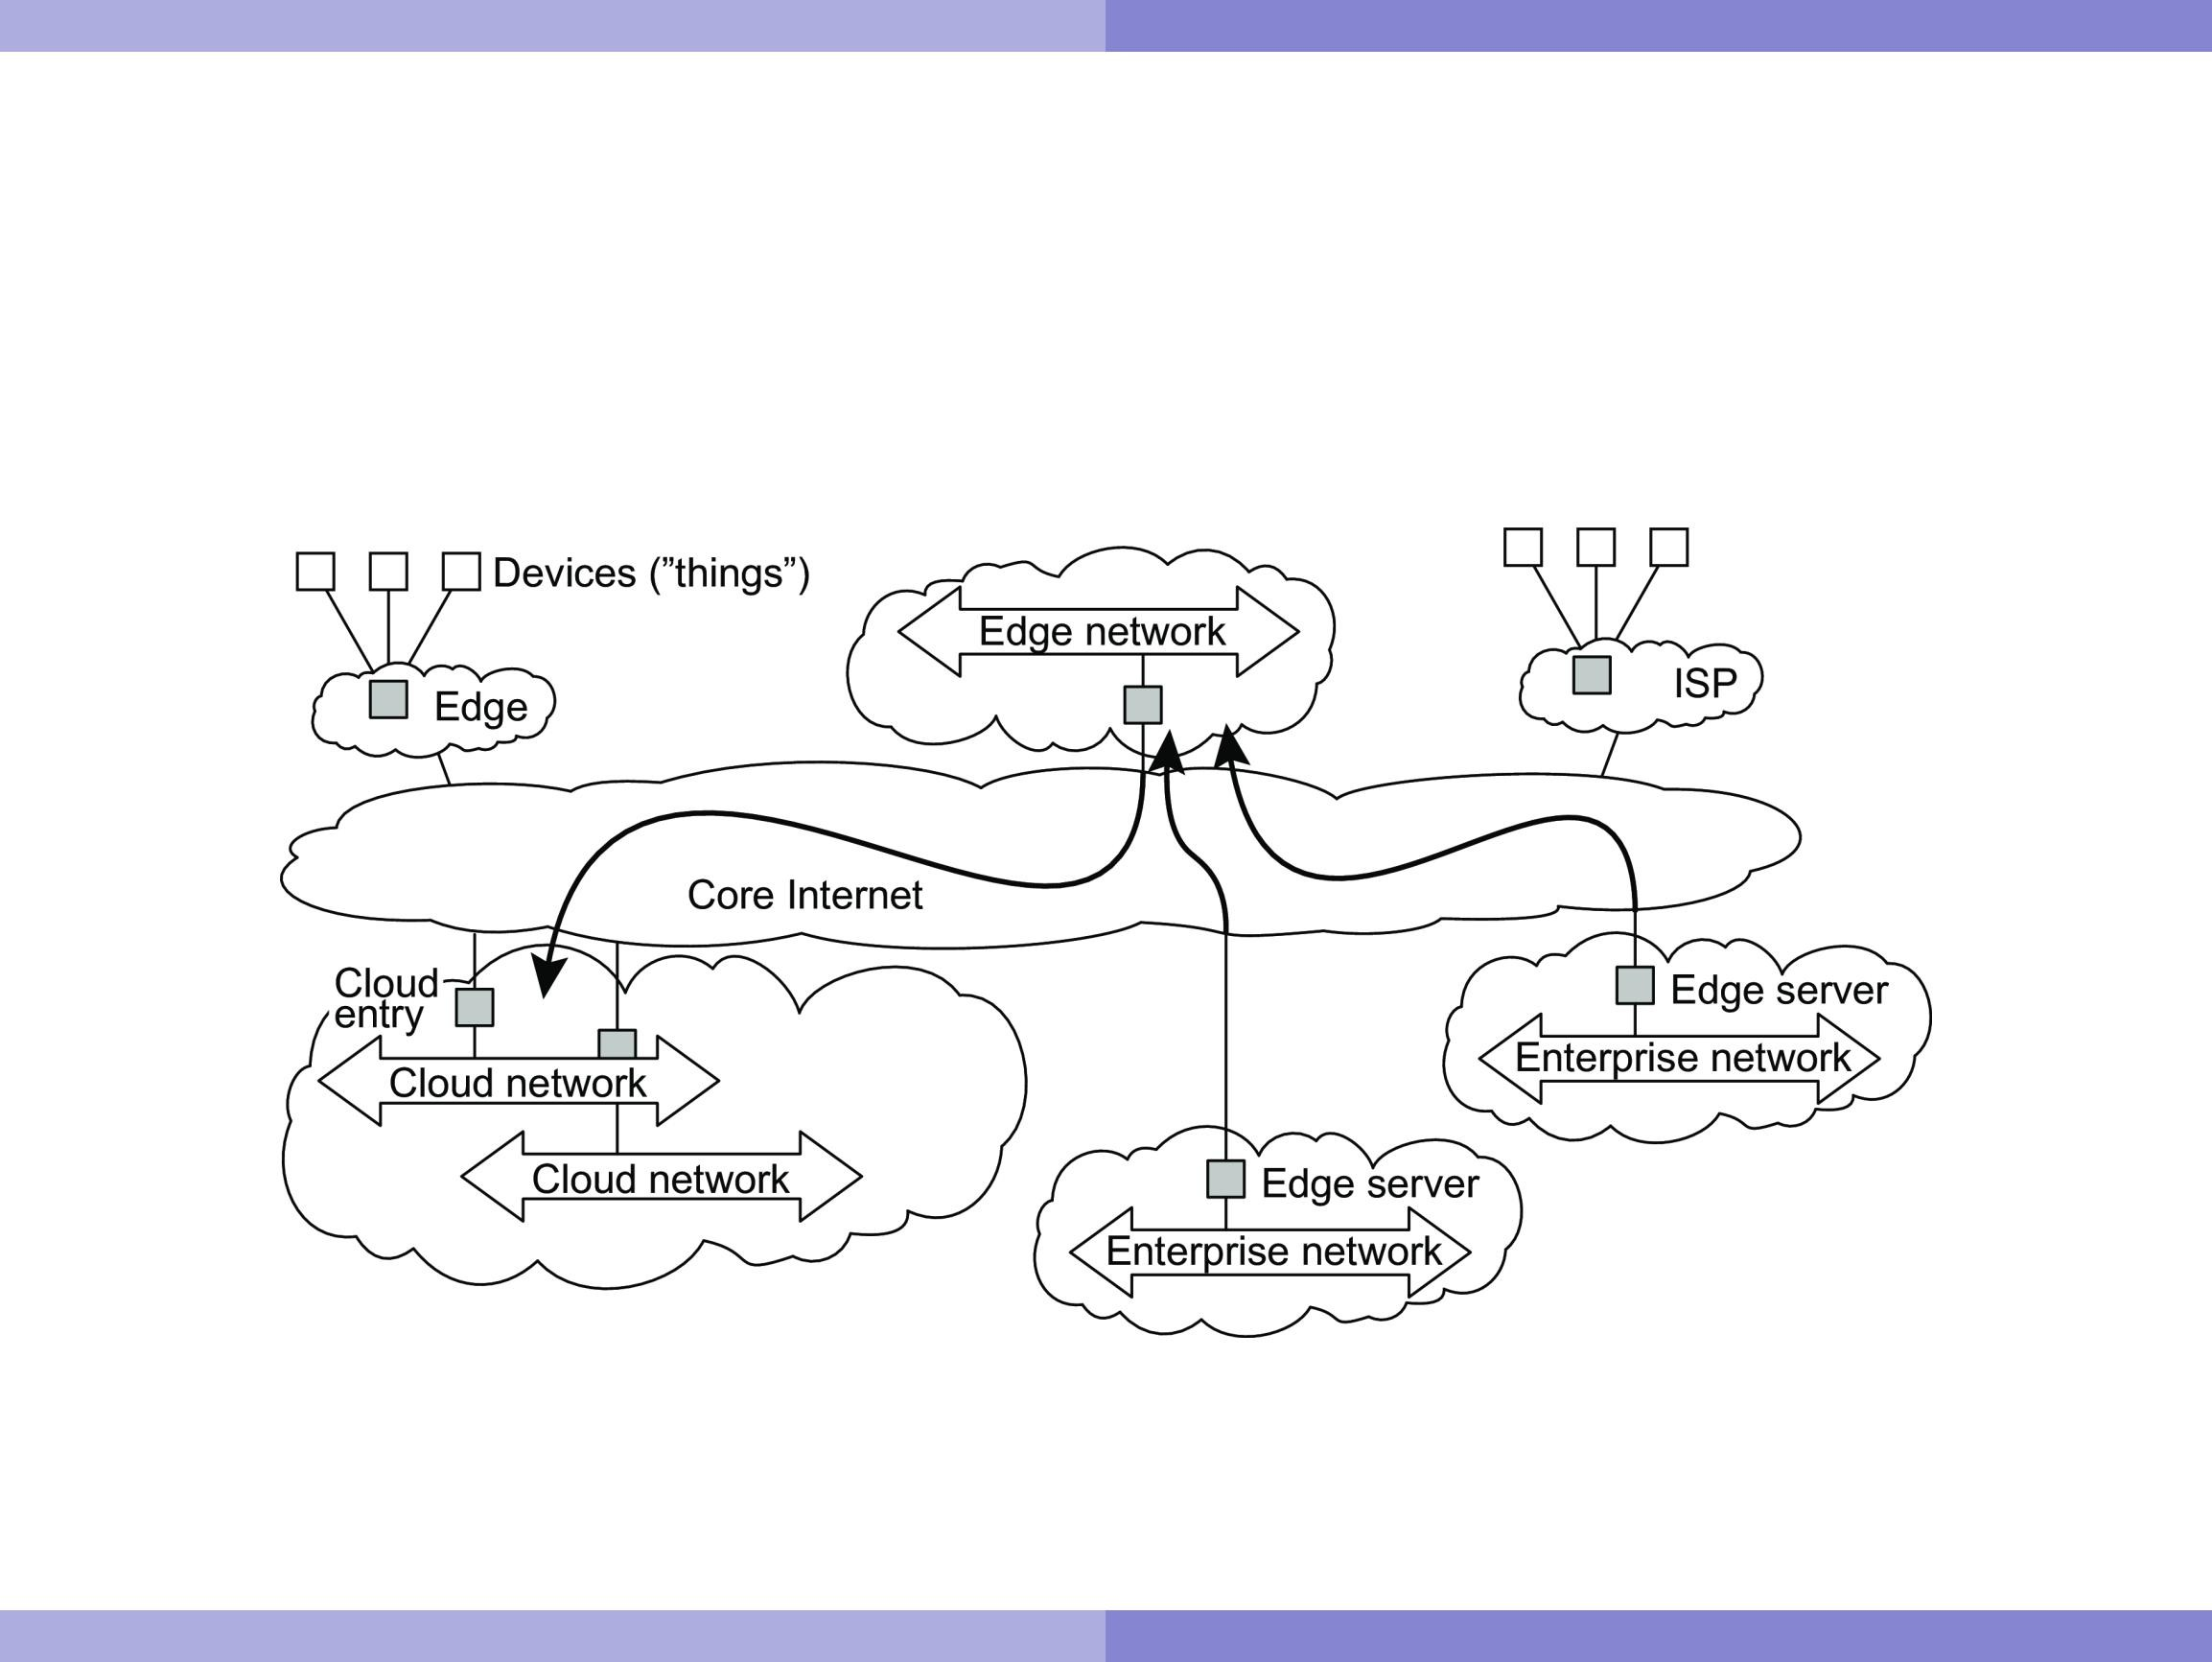 Devices (”things”)
Edge network
ISP
Edge
Core Internet
Cloud
entry
Edge server
Enterprise network
Cloud network
Cloud network
Edge server
Enterprise network